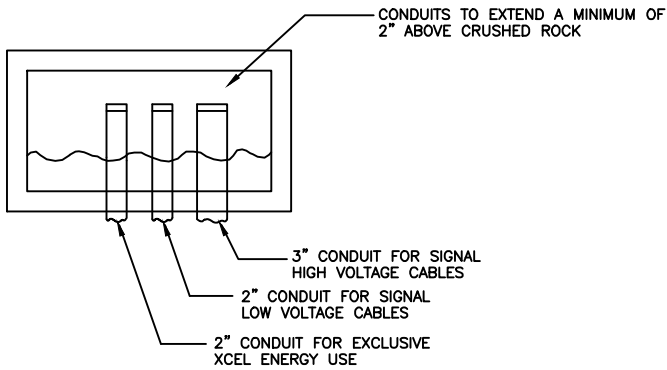 CONDUITS TO EXTEND A MINIMUM OF
2" ABOVE CRUSHED ROCK
3" CONDUIT FOR SIGNAL
HIGH VOLTAGE CABLES
2" CONDUIT FOR SIGNAL
LOW VOLTAGE CABLES
2" CONDUIT FOR EXCLUSIVE
XCEL ENERGY USE